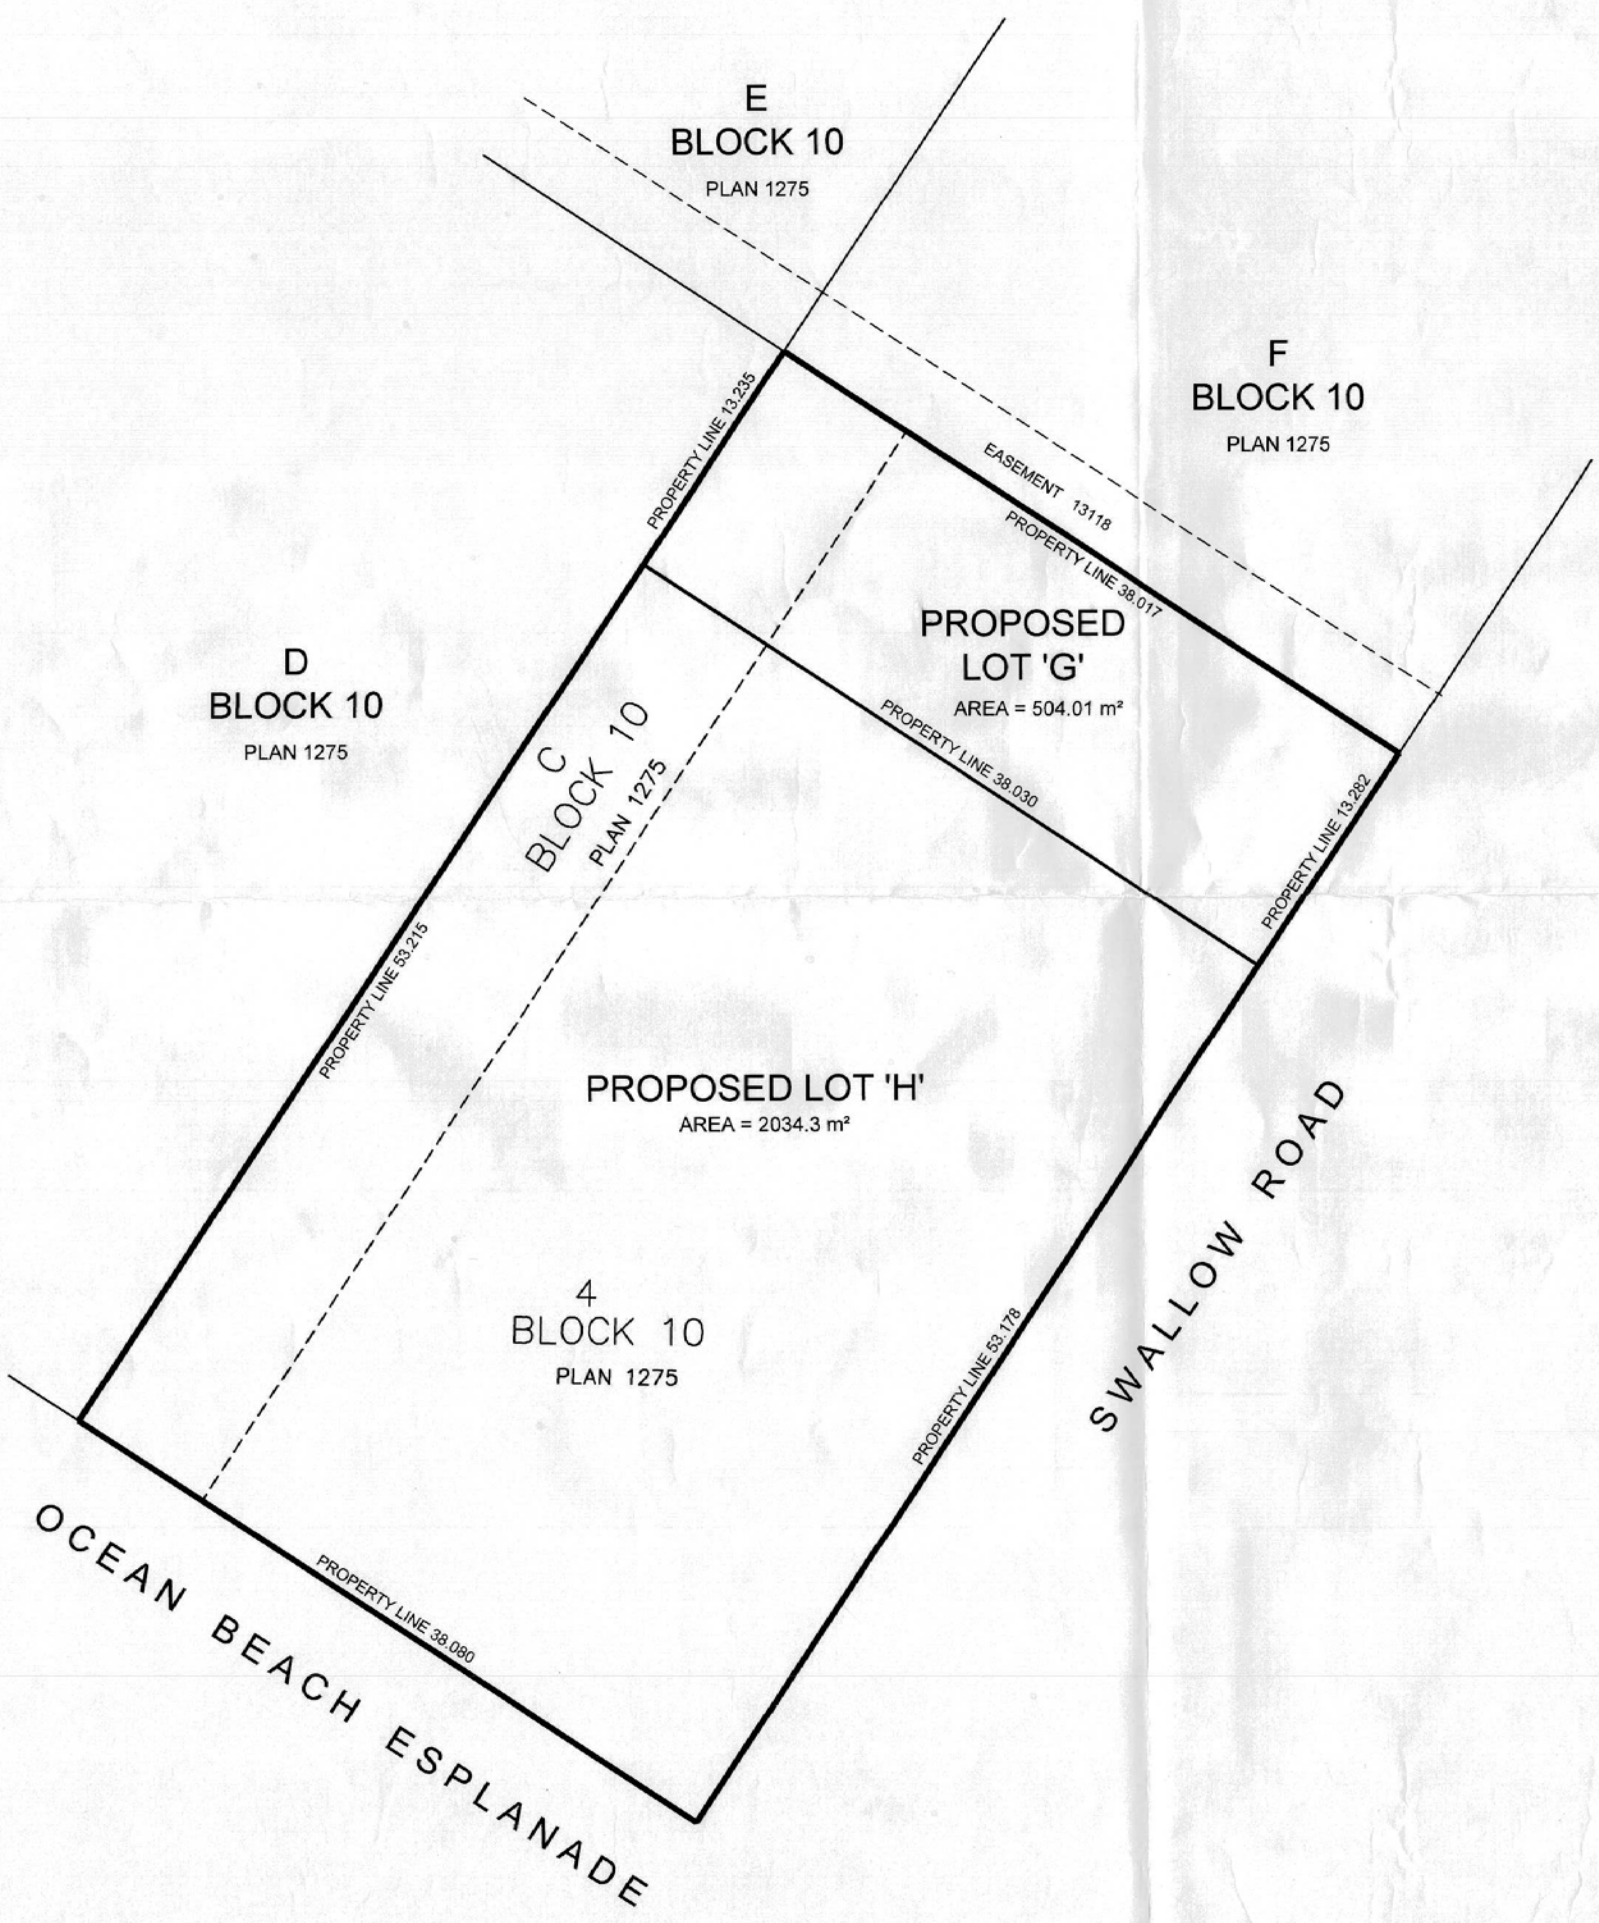 E
BLOCK 10
PLAN 1275
F
BLOCK 10
PLAN 1275
PROPERTY LINE 13.235
EASEMENT 13118
PROPERTY LINE 38.017
PROPOSED
LOT 'G'
AREA = 504.01 m²
PROPERTY LINE 38.030
PROPERTY LINE 13.282
D
BLOCK 10
PLAN 1275
C
BLOCK 10
PLAN 1275
PROPERTY LINE 53.215
PROPOSED LOT 'H'
AREA = 2034.3 m²
4
BLOCK 10
PLAN 1275
PROPERTY LINE 53.178
SWALLOW ROAD
PROPERTY LINE 38.080
OCEAN BEACH ESPLANADE